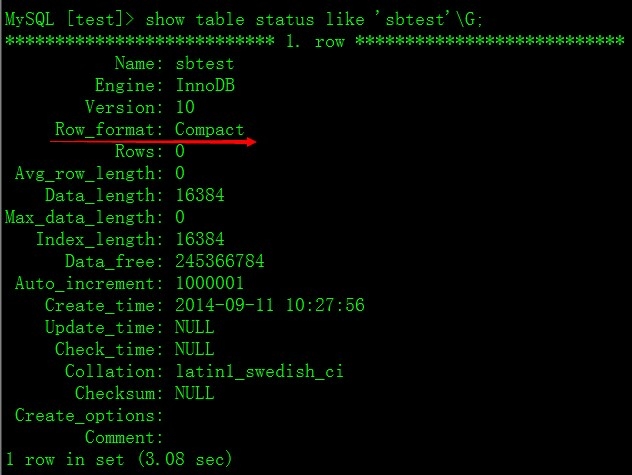 MySQL [test]> show table status like 'sbtest'\G;
*************************** 1. row ***************************
Name: sbtest
Engine: InnoDB
Version: 10
Row_format: Compact
Rows: 0
Avg_row_length: 0
Data_length: 16384
Max_data_length: 0
Index_length: 16384
Data_free: 245366784
Auto_increment: 1000001
Create_time: 2014-09-11 10:27:56
Update_time: NULL
Check_time: NULL
Collation: latin1_swedish_ci
Checksum: NULL
Create_options:
Comment:
1 row in set (3.08 sec)